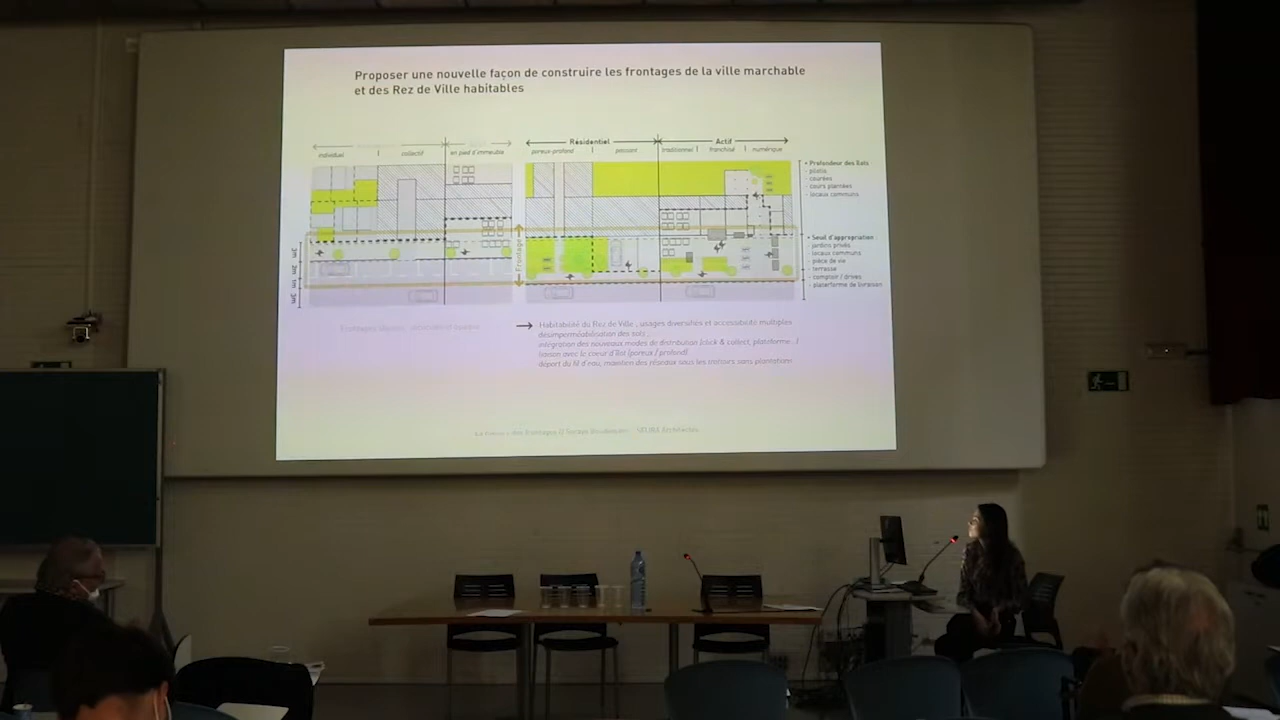 Proposer une nouvelle façon de construire les frontages de la ville marchable
et des Rez de Ville habitables
Résidentiel
Actif
individuel
collectif
en pied d'immeuble
poreux-profond
passant
traditionnel
franchisé
numérique
• Profondeur des îlots
- pilotis
- courées
- cours plantées
- locaux communs
Frontage
• Seuil d'appropriation :
- jardins privés
- locaux communs
- pièce de vie
- terrasse
- comptoir / drives
- plateforme de livraison
Habitabilité du Rez de Ville : usages diversifiés et accessibilité multiples
désimperméabilisation des sols ;
intégration des nouveaux modes de distribution (click & collect, plateforme...)
liaison avec le coeur d'îlot (poreux / profond)
départ du fil d'eau, maintien des réseaux sous les trottoirs sans plantations
des frontages
Architectes